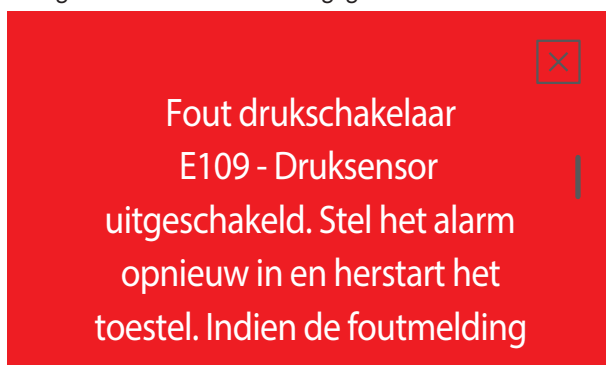 Fout drukschakelaar
E109 - Druksensor
uitgeschakeld. Stel het alarm
opnieuw in en herstart het
toestel. Indien de foutmelding